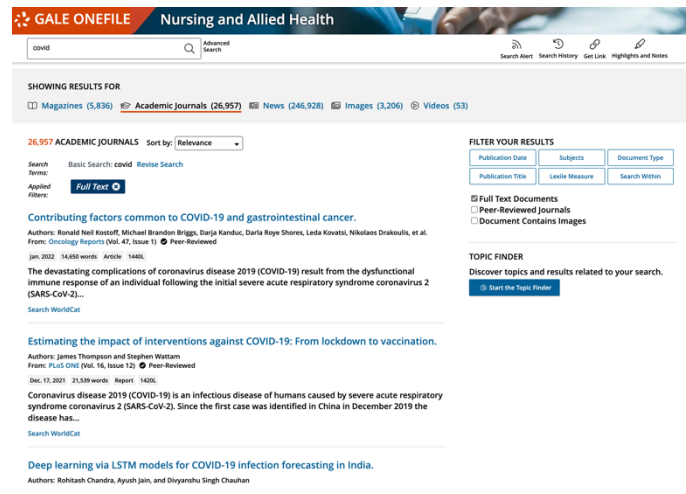 GALE ONEFILE Nursing and Allied Health
covid
Advanced
Search
Search Alert Search History Get Link Highlights and Notes
SHOWING RESULTS FOR
Magazines (5,836) Academic Journals (26,957) News (246,928) Images (3,206) Videos (53)
26,957 ACADEMIC JOURNALS Sort by: Relevance
Search
Terms:
Basic Search: covid Revise Search
Applied
Filters:
Full Text
Contributing factors common to COVID-19 and gastrointestinal cancer.
Authors: Ronald Neil Kostoff, Michael Brandon Briggs, Darja Kanduc, Darla Roye Shores, Leda Kovatsi, Nikolaos Drakoulis, et al.
From: Oncology Reports (Vol. 47, Issue 1) Peer-Reviewed
Jan. 2022 14,650 words Article 1440L
The devastating complications of coronavirus disease 2019 (COVID-19) result from the dysfunctional
immune response of an individual following the initial severe acute respiratory syndrome coronavirus 2
(SARS-CoV-2)...
Search WorldCat
Estimating the impact of interventions against COVID-19: From lockdown to vaccination.
Authors: James Thompson and Stephen Wattam
From: PLoS ONE (Vol. 16, Issue 12) Peer-Reviewed
Dec. 17, 2021 21,539 words Report 1420L
Coronavirus disease 2019 (COVID-19) is an infectious disease of humans caused by severe acute respiratory
syndrome coronavirus 2 (SARS-CoV-2). Since the first case was identified in China in December 2019 the
disease has...
Search WorldCat
Deep learning via LSTM models for COVID-19 infection forecasting in India.
Authors: Rohitash Chandra, Ayush Jain, and Divyanshu Singh Chauhan
FILTER YOUR RESULTS
Publication Date Subjects Document Type
Publication Title Lexile Measure Search Within
Full Text Documents
Peer-Reviewed Journals
Document Contains Images
TOPIC FINDER
Discover topics and results related to your search.
Start the Topic Finder